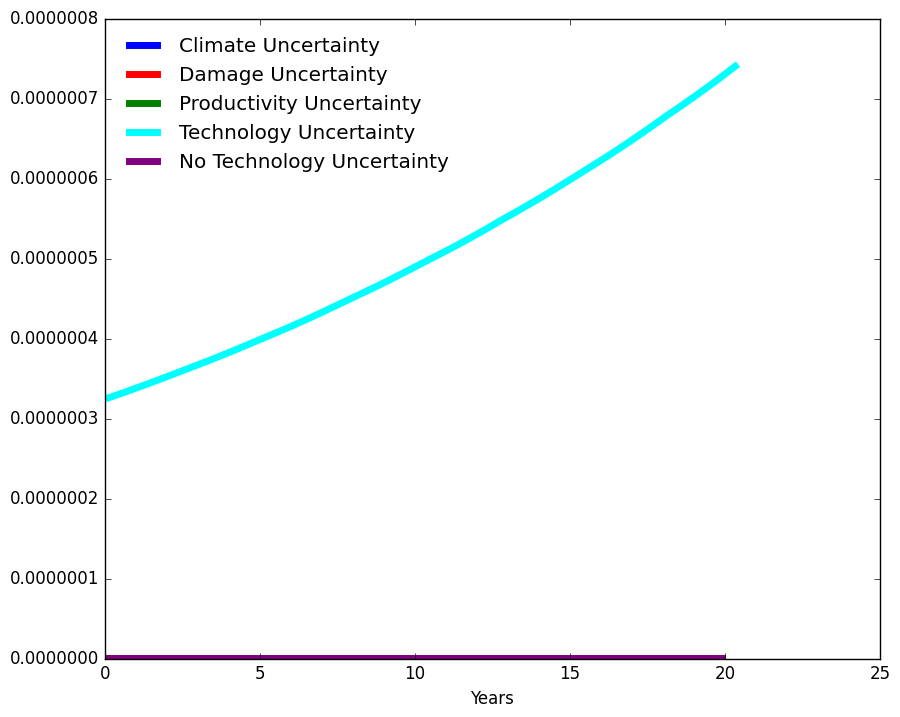 0.0000008
0.0000007
0.0000006
0.0000005
0.0000004
0.0000003
0.0000002
0.0000001
0.0000000
Climate Uncertainty
Damage Uncertainty
Productivity Uncertainty
Technology Uncertainty
No Technology Uncertainty
0 5 10 15 20 25
Years